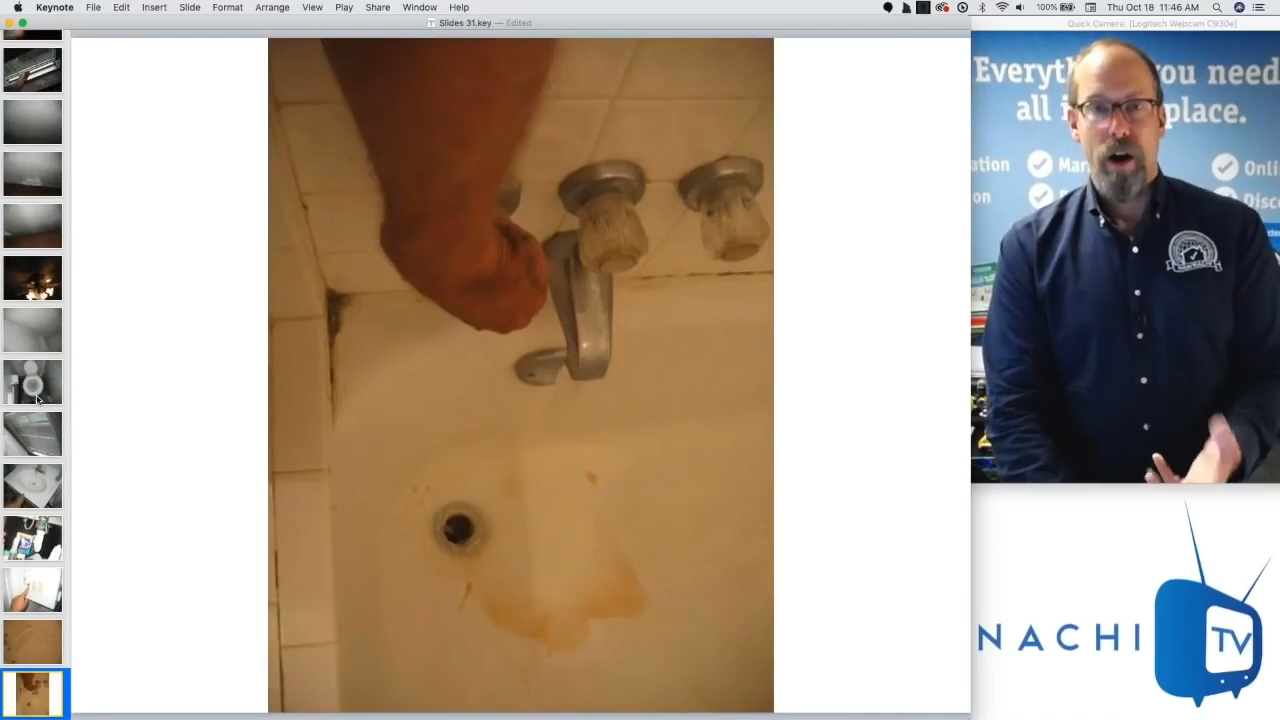 Keynote File Edit Insert Slide Format Arrange View Play Share Window Help
100% Thu Oct 18 11:46 AM
Slides 31.key — Edited
Quick Camera: [Logitech Webcam C930e]
Everyth you need
all i place.
ation Ma Onli
on Disc
NACHI
TV